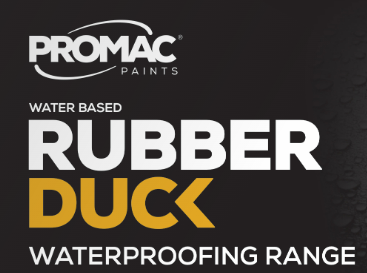 PROMAC®
PAINTS
WATER BASED
RUBBER
DUCK
WATERPROOFING RANGE